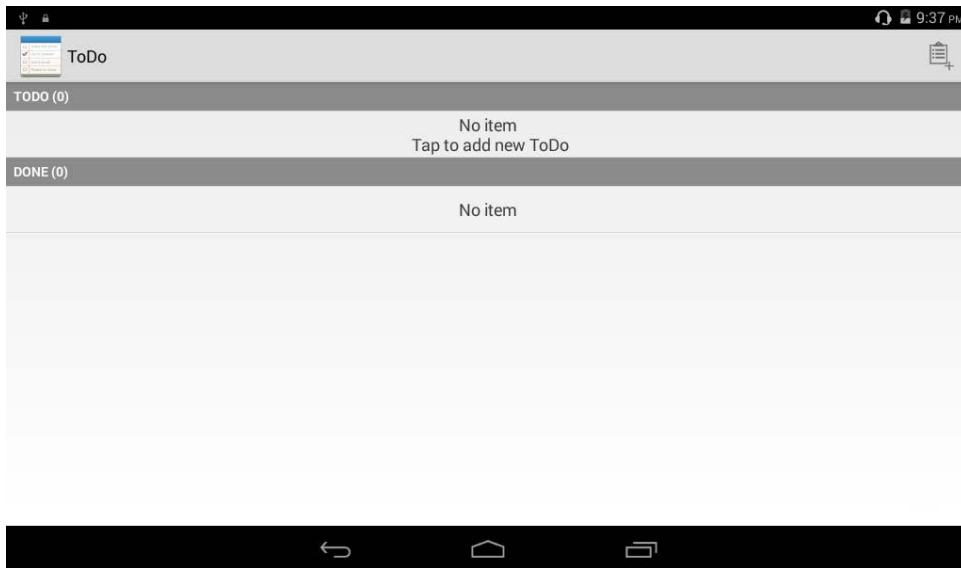 9:37 PM
ToDo
TODO (0)
No item
Tap to add new ToDo
DONE (0)
No item